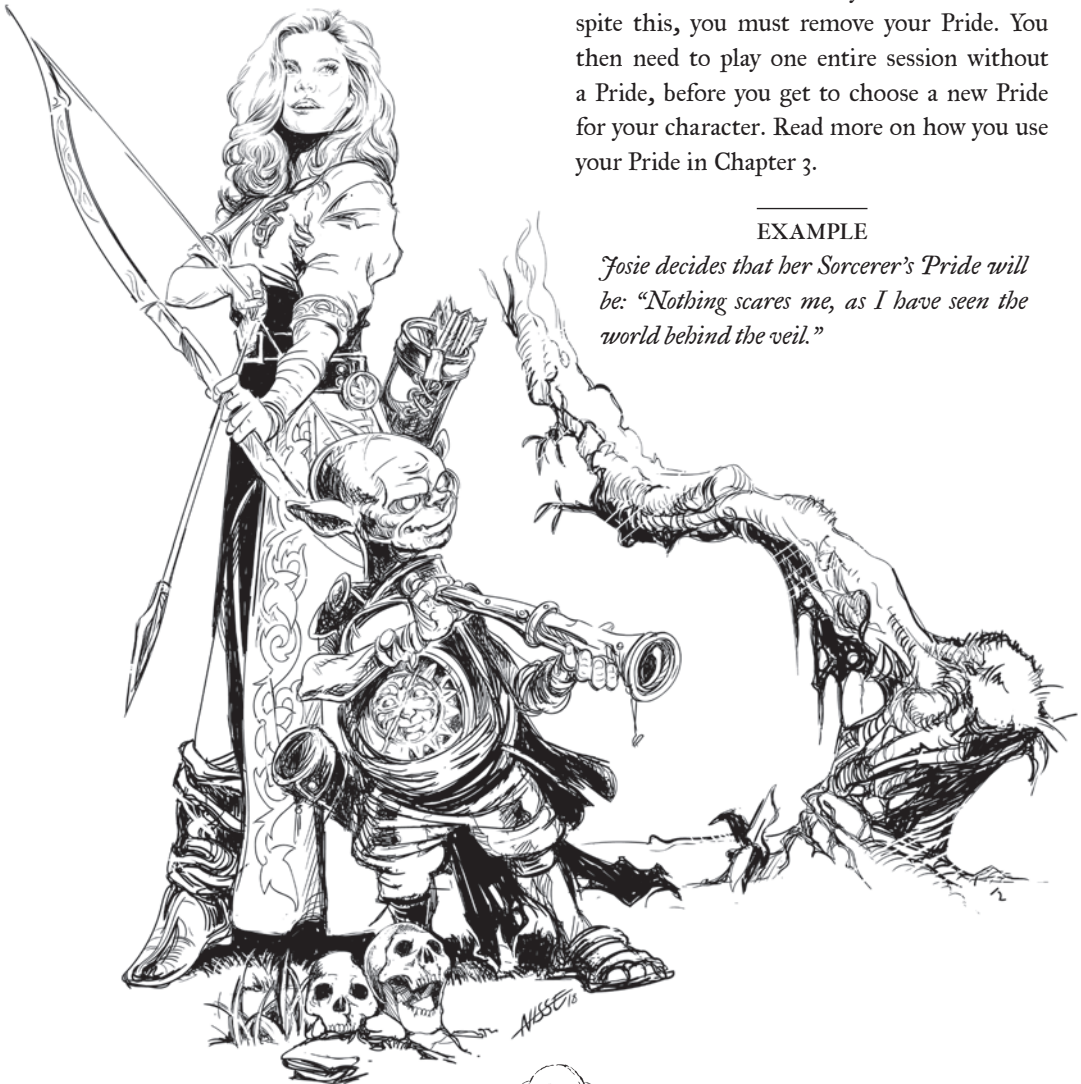 spite this, you must remove your Pride. You
then need to play one entire session without
a Pride, before you get to choose a new Pride
for your character. Read more on how you use
your Pride in Chapter 3.
EXAMPLE
Josie decides that her Sorcerer’s Pride will
be: “Nothing scares me, as I have seen the
world behind the veil.”
NISSE